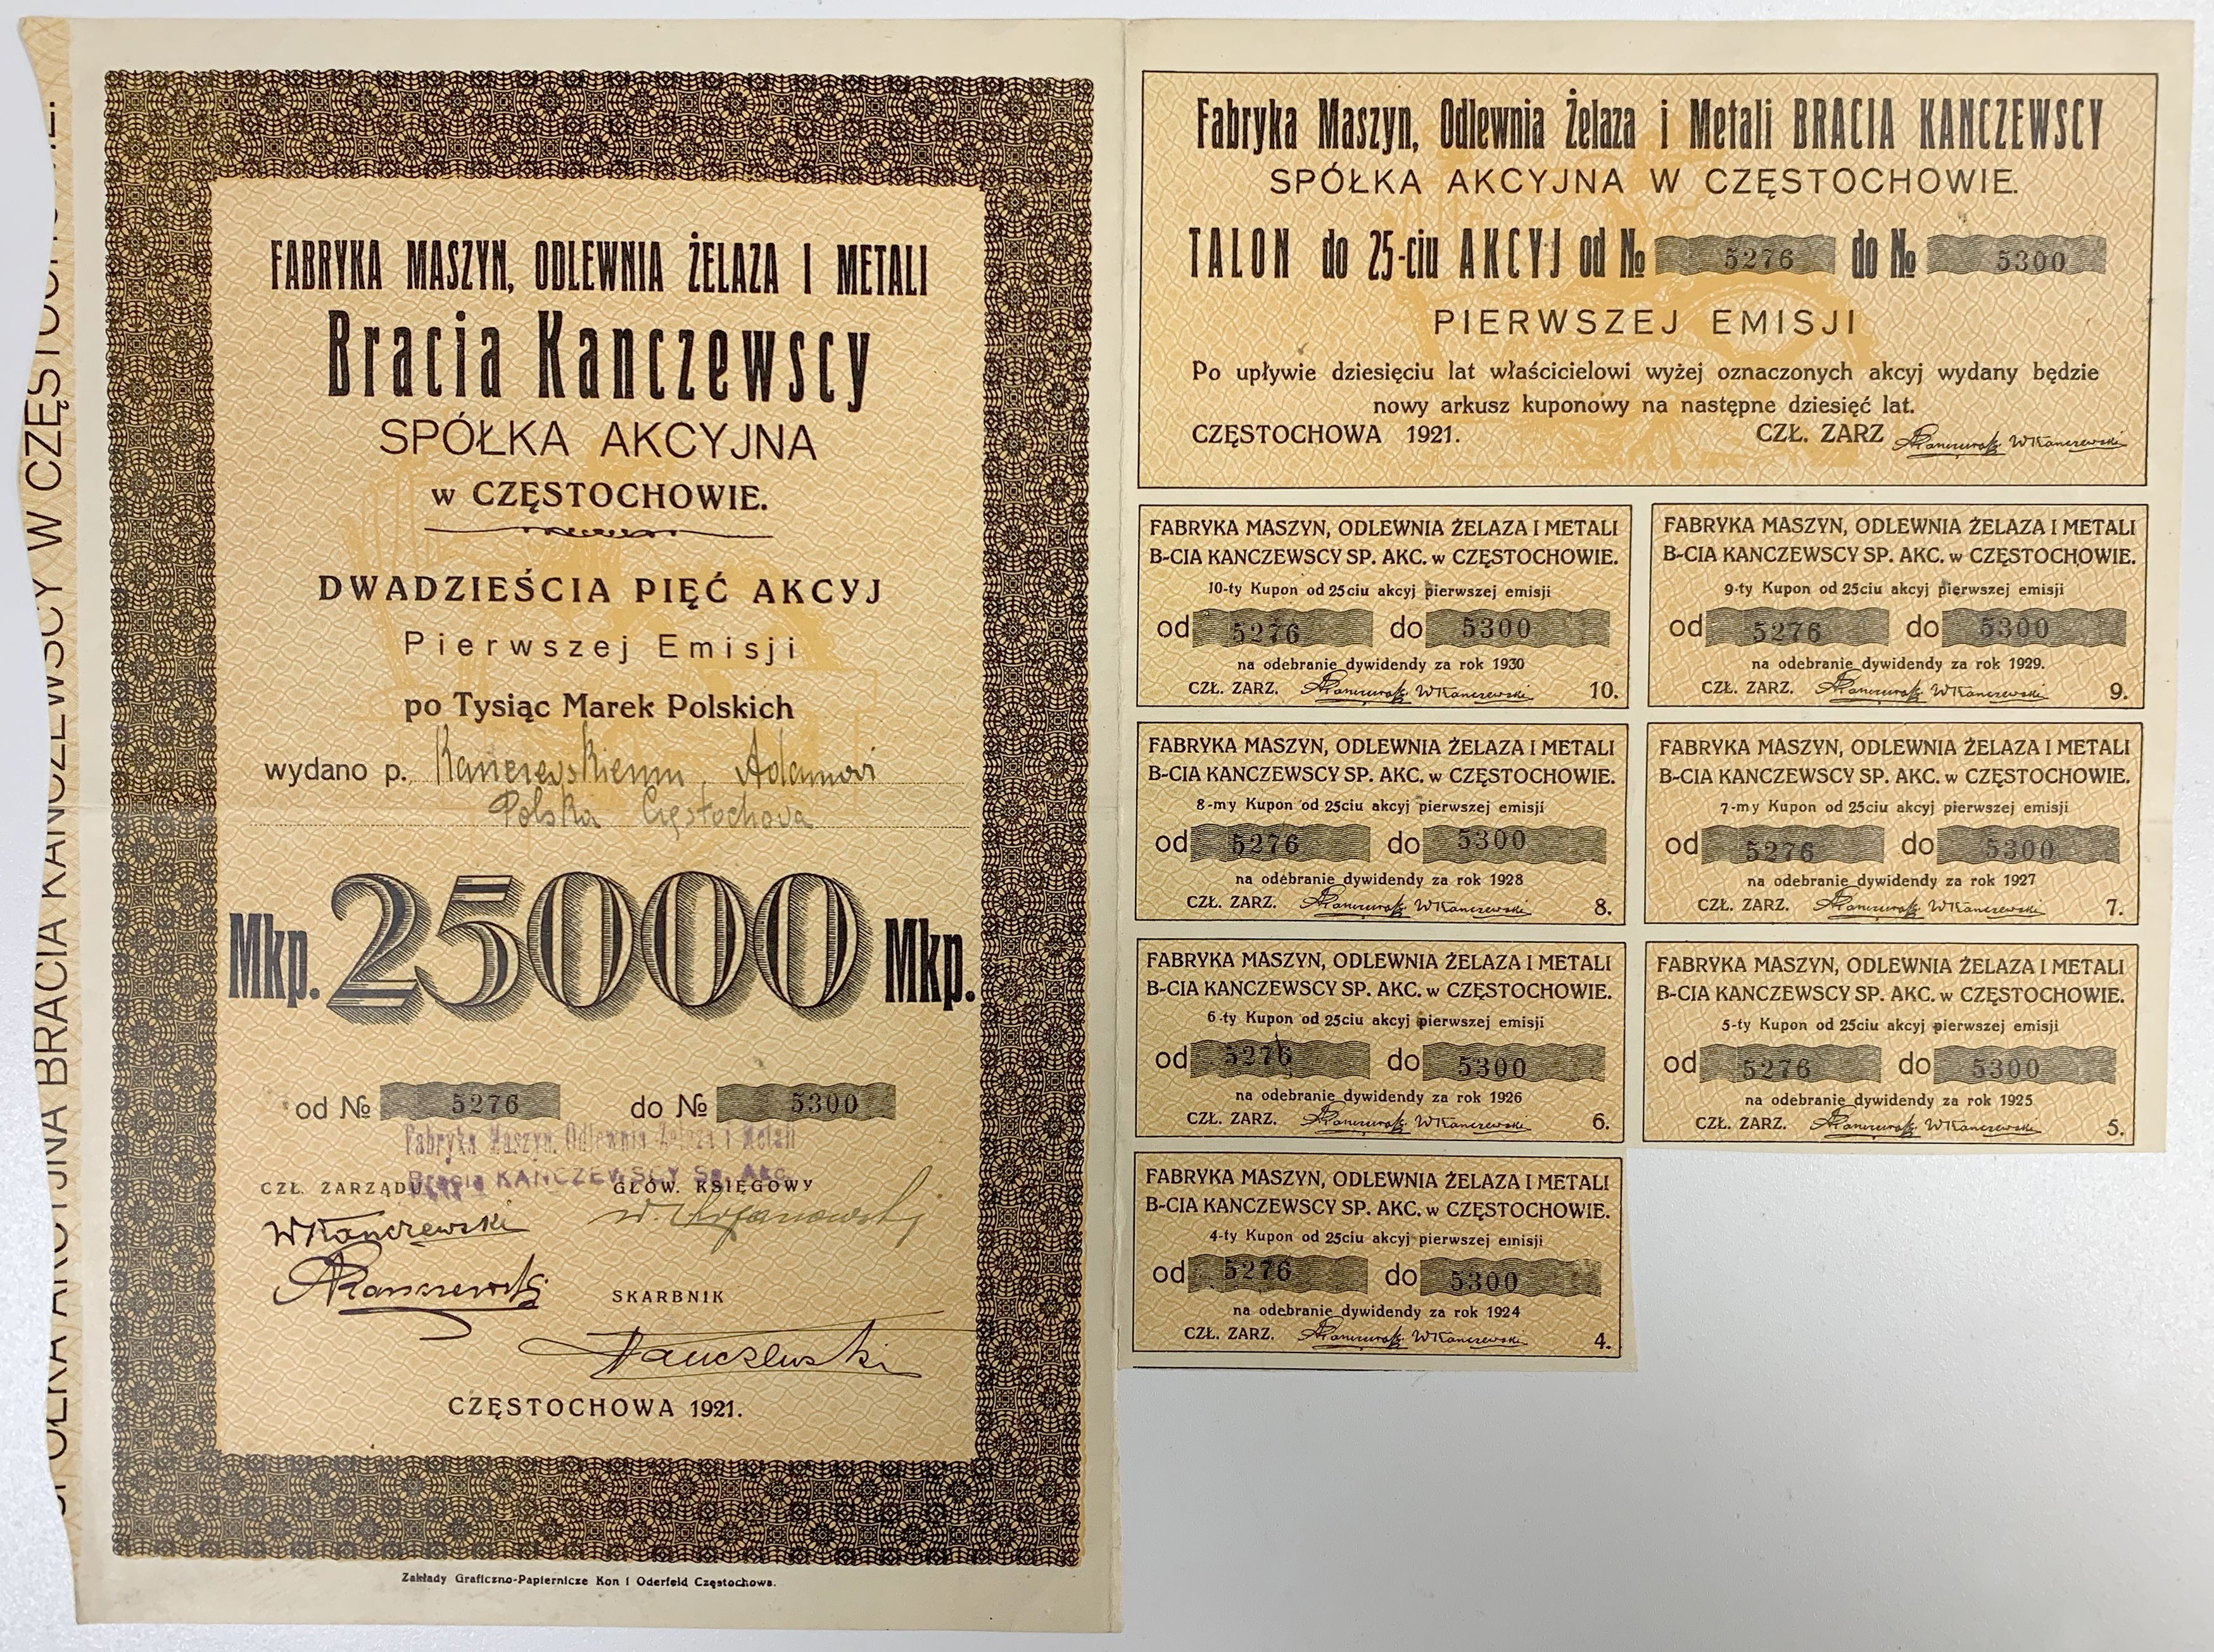 SPÓŁKA AKCYJNA BRACIA KANCZEWSCY W CZĘSTOCHOWIE.
FABRYKA MASZYN, ODLEWNIA ŻELAZA I METALI
Bracia Kanczewscy
SPÓŁKA AKCYJNA
w CZĘSTOCHOWIE.
DWADZIEŚCIA PIĘĆ AKCYJ
Pierwszej Emisji
po Tysiąc Marek Polskich
wydano p. Kanczewskiemu Adamowi
Polska Częstochowa
Mkp. 25000 Mkp.
od № 5276 do № 5300
Fabryka Maszyn, Odlewnia Żelaza i Metali
Bracia KANCZEWSCY Sp. Akc.
CZŁ. ZARZĄDU GŁÓW. KSIĘGOWY
WKanczewski
Kanczewski
SKARBNIK
Kanczewski
CZĘSTOCHOWA 1921.
Zakłady Graficzno-Papiernicze Kon i Oderfeld Częstochowa.
Fabryka Maszyn, Odlewnia Żelaza i Metali BRACIA KANCZEWSCY
SPÓŁKA AKCYJNA W CZĘSTOCHOWIE.
TALON do 25-ciu AKCYJ od № 5276 do № 5300
PIERWSZEJ EMISJI
Po upływie dziesięciu lat właścicielowi wyżej oznaczonych akcyj wydany będzie
nowy arkusz kuponowy na następne dziesięć lat.
CZĘSTOCHOWA 1921. CZŁ. ZARZ Kanczewski WKanczewski
FABRYKA MASZYN, ODLEWNIA ŻELAZA I METALI
B-CIA KANCZEWSCY SP. AKC. w CZĘSTOCHOWIE.
10-ty Kupon od 25ciu akcyj pierwszej emisji
od 5276 do 5300
na odebranie dywidendy za rok 1930
CZŁ. ZARZ. Kanczewski WKanczewski 10.
FABRYKA MASZYN, ODLEWNIA ŻELAZA I METALI
B-CIA KANCZEWSCY SP. AKC. w CZĘSTOCHOWIE.
9-ty Kupon od 25ciu akcyj pierwszej emisji
od 5276 do 5300
na odebranie dywidendy za rok 1929.
CZŁ. ZARZ. Kanczewski WKanczewski 9.
FABRYKA MASZYN, ODLEWNIA ŻELAZA I METALI
B-CIA KANCZEWSCY SP. AKC. w CZĘSTOCHOWIE.
8-my Kupon od 25ciu akcyj pierwszej emisji
od 5276 do 5300
na odebranie dywidendy za rok 1928
CZŁ. ZARZ. Kanczewski WKanczewski 8.
FABRYKA MASZYN, ODLEWNIA ŻELAZA I METALI
B-CIA KANCZEWSCY SP. AKC. w CZĘSTOCHOWIE.
7-my Kupon od 25ciu akcyj pierwszej emisji
od 5276 do 5300
na odebranie dywidendy za rok 1927
CZŁ. ZARZ. Kanczewski WKanczewski 7.
FABRYKA MASZYN, ODLEWNIA ŻELAZA I METALI
B-CIA KANCZEWSCY SP. AKC. w CZĘSTOCHOWIE.
6-ty Kupon od 25ciu akcyj pierwszej emisji
od 5276 do 5300
na odebranie dywidendy za rok 1926
CZŁ. ZARZ. Kanczewski WKanczewski 6.
FABRYKA MASZYN, ODLEWNIA ŻELAZA I METALI
B-CIA KANCZEWSCY SP. AKC. w CZĘSTOCHOWIE.
5-ty Kupon od 25ciu akcyj pierwszej emisji
od 5276 do 5300
na odebranie dywidendy za rok 1925
CZŁ. ZARZ. Kanczewski WKanczewski 5.
FABRYKA MASZYN, ODLEWNIA ŻELAZA I METALI
B-CIA KANCZEWSCY SP. AKC. w CZĘSTOCHOWIE.
4-ty Kupon od 25ciu akcyj pierwszej emisji
od 5276 do 5300
na odebranie dywidendy za rok 1924
CZŁ. ZARZ. Kanczewski WKanczewski 4.